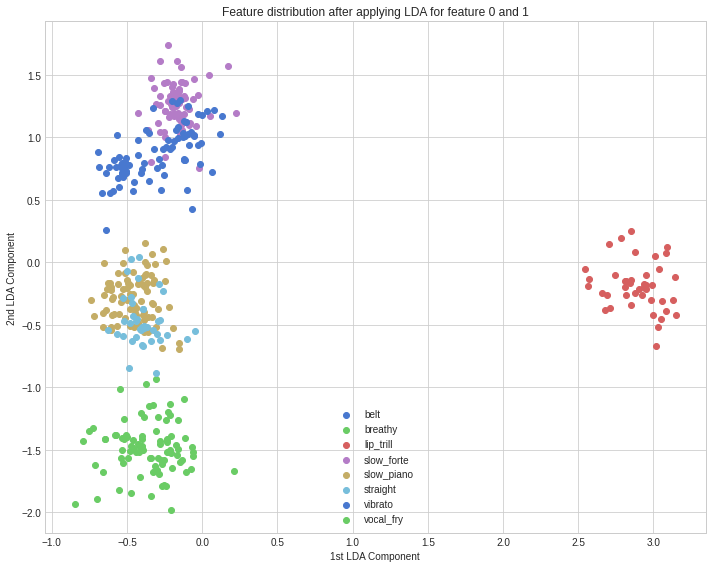 Feature distribution after applying LDA for feature 0 and 1
2nd LDA Component
1.5
1.0
0.5
0.0
−0.5
−1.0
−1.5
−2.0
belt
breathy
lip_trill
slow_forte
slow_piano
straight
vibrato
vocal_fry
−1.0 −0.5 0.0 0.5 1.0 1.5 2.0 2.5 3.0
1st LDA Component